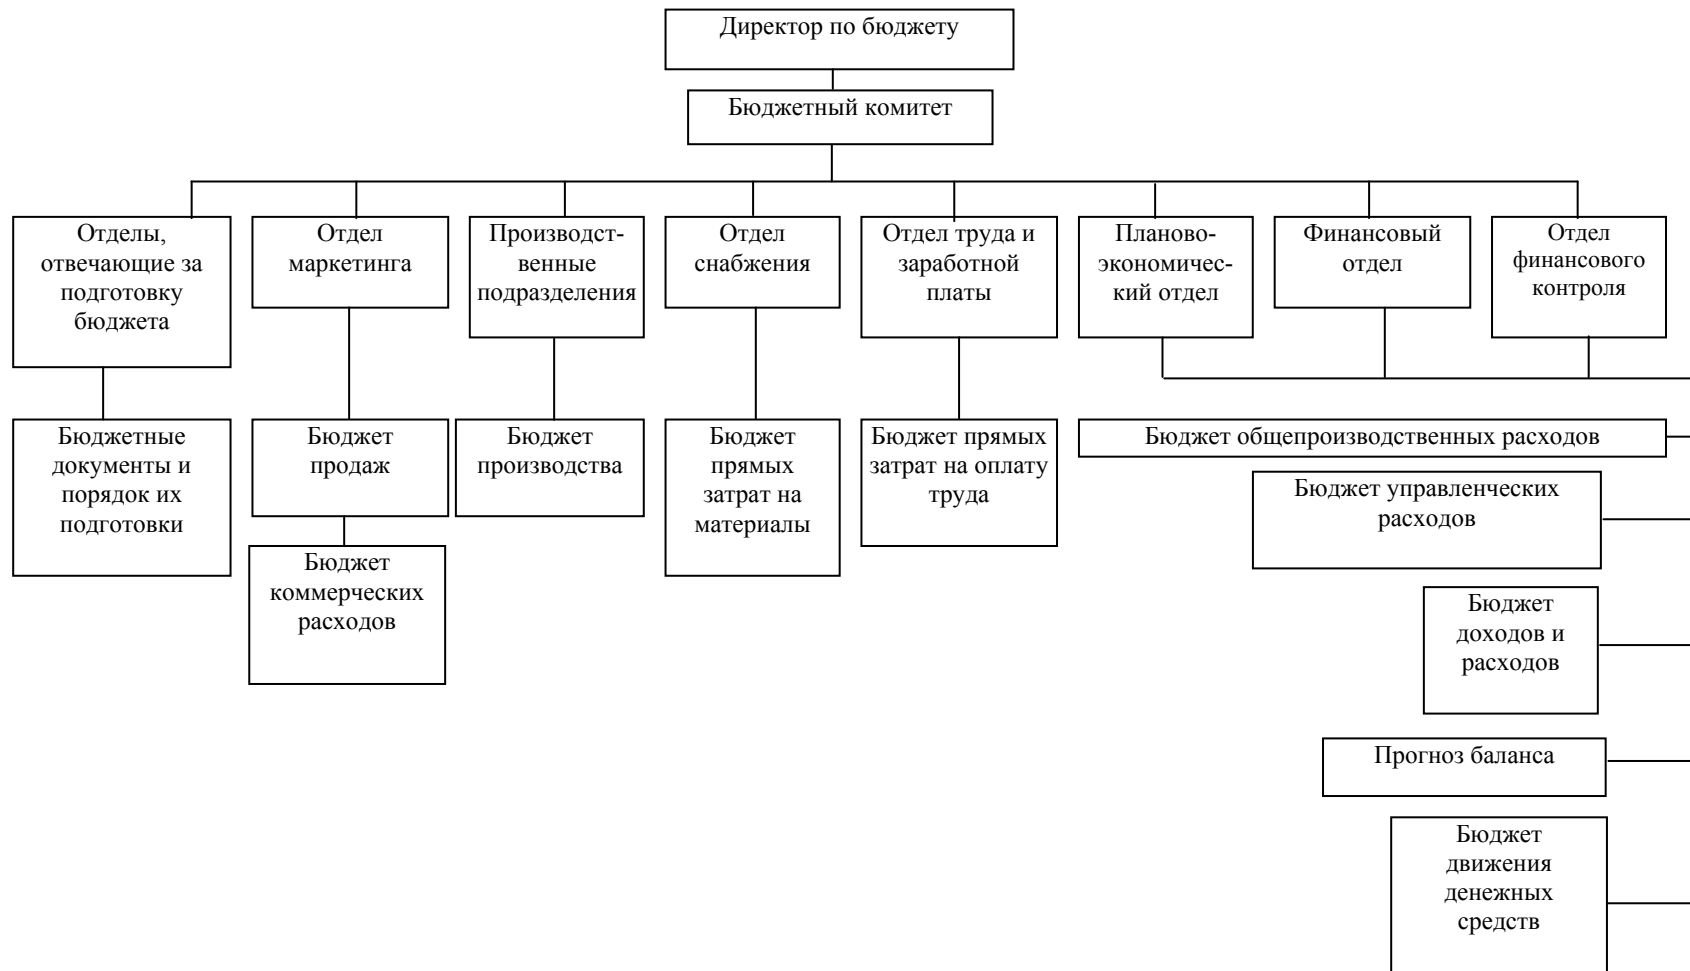 Директор по бюджету
Бюджетный комитет
Отделы,
отвечающие за
подготовку
бюджета
Отдел
маркетинга
Производст-
венные
подразделения
Отдел
снабжения
Отдел труда и
заработной
платы
Планово-
экономичес-
кий отдел
Финансовый
отдел
Отдел
финансового
контроля
Бюджетные
документы и
порядок их
подготовки
Бюджет
продаж
Бюджет
производства
Бюджет
прямых
затрат на
материалы
Бюджет прямых
затрат на оплату
труда
Бюджет общепроизводственных расходов
Бюджет управленческих
расходов
Бюджет
коммерческих
расходов
Бюджет
доходов и
расходов
Прогноз баланса
Бюджет
движения
денежных
средств